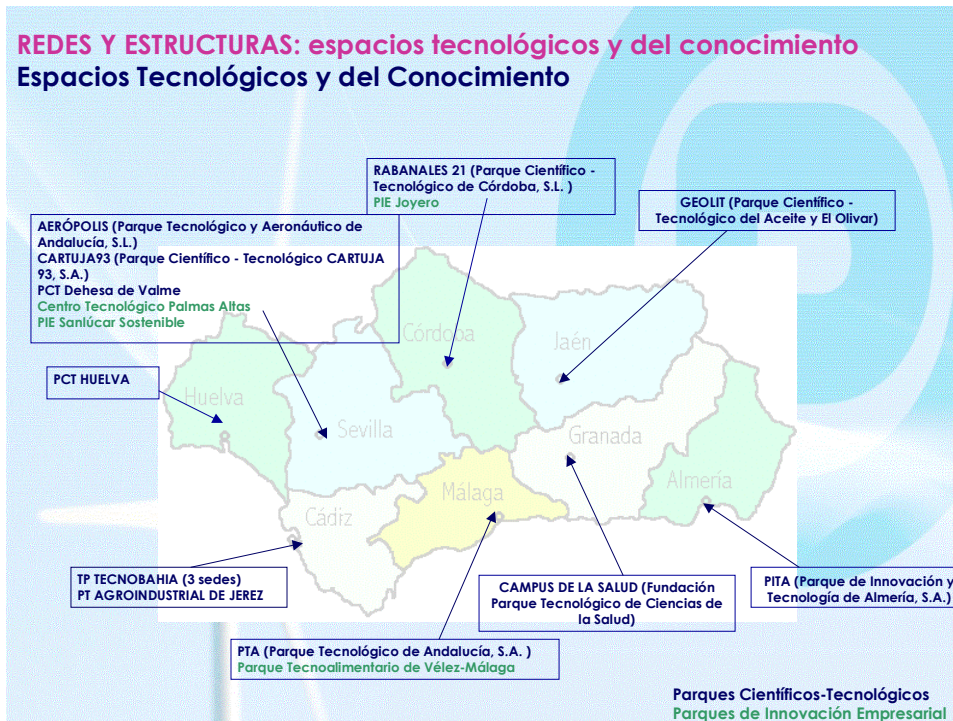 REDES Y ESTRUCTURAS: espacios tecnológicos y del conocimiento
Espacios Tecnológicos y del Conocimiento
RABANALES 21 (Parque Científico -
Tecnológico de Córdoba, S.L. )
PIE Joyero
GEOLIT (Parque Científico -
Tecnológico del Aceite y El Olivar)
AERÓPOLIS (Parque Tecnológico y Aeronáutico de
Andalucía, S.L.)
CARTUJA93 (Parque Científico - Tecnológico CARTUJA
93, S.A.)
PCT Dehesa de Valme
Centro Tecnológico Palmas Altas
PIE Sanlúcar Sostenible
PCT HUELVA
Huelva
Sevilla
Córdoba
Jaén
Granada
Almería
Málaga
Cádiz
TP TECNOBAHIA (3 sedes)
PT AGROINDUSTRIAL DE JEREZ
CAMPUS DE LA SALUD (Fundación
Parque Tecnológico de Ciencias de
la Salud)
PITA (Parque de Innovación y
Tecnología de Almería, S.A.)
PTA (Parque Tecnológico de Andalucía, S.A. )
Parque Tecnoalimentario de Vélez-Málaga
Parques Científicos-Tecnológicos
Parques de Innovación Empresarial